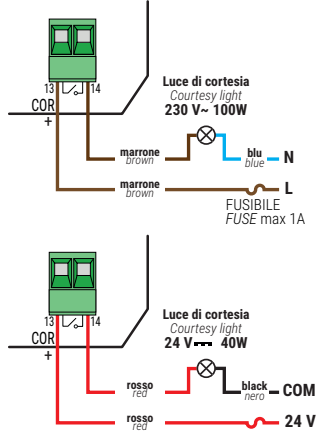 13 14
COR
+
Luce di cortesia
Courtesy light
230 V~ 100W
marrone
brown
blu
blue
N
marrone
brown
L
FUSIBILE
FUSE max 1A
13 14
COR
+
Luce di cortesia
Courtesy light
24 V⎓ 40W
rosso
red
black
nero
COM
rosso
red
24 V